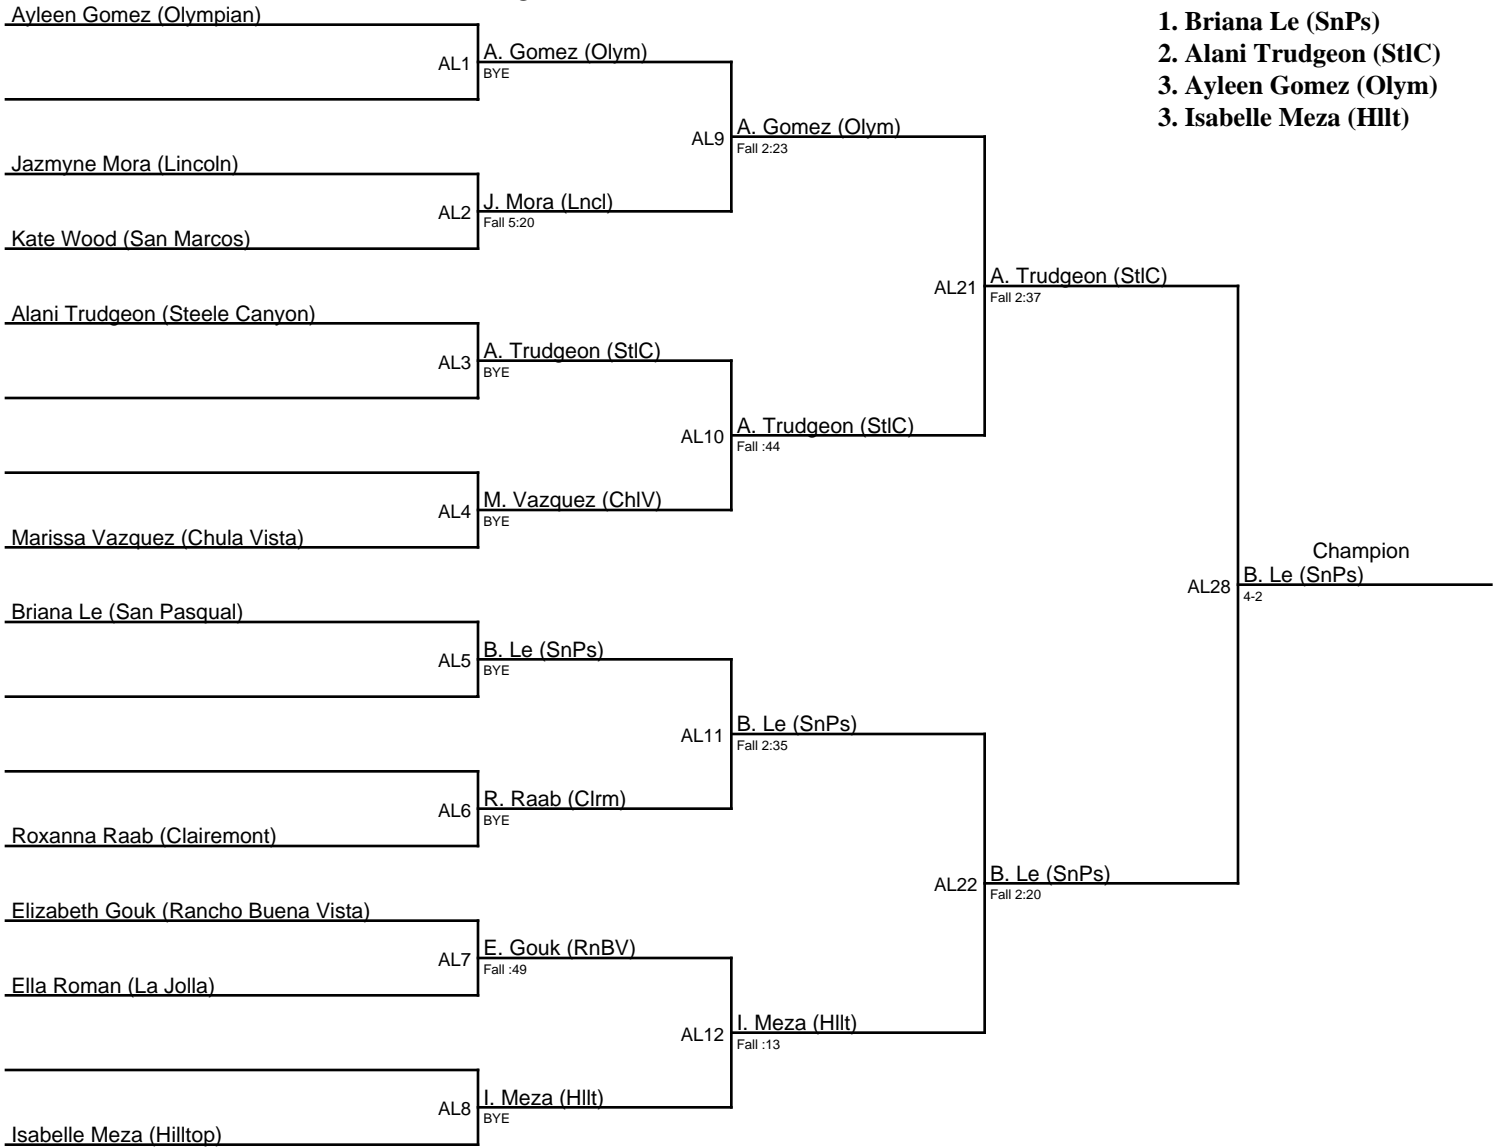 Ayleen Gomez (Olympian)
AL1
A. Gomez (Olym)
BYE
Jazmyne Mora (Lincoln)
AL2
J. Mora (Lncl)
Fall 5:20
Kate Wood (San Marcos)
AL9
A. Gomez (Olym)
Fall 2:23
Alani Trudgeon (Steele Canyon)
AL3
A. Trudgeon (StlC)
BYE
AL4
M. Vazquez (ChlV)
BYE
Marissa Vazquez (Chula Vista)
AL10
A. Trudgeon (StlC)
Fall :44
AL21
A. Trudgeon (StlC)
Fall 2:37
Briana Le (San Pasqual)
AL5
B. Le (SnPs)
BYE
AL6
R. Raab (Clrm)
BYE
Roxanna Raab (Clairemont)
AL11
B. Le (SnPs)
Fall 2:35
Elizabeth Gouk (Rancho Buena Vista)
AL7
E. Gouk (RnBV)
Fall :49
Ella Roman (La Jolla)
AL8
I. Meza (Hllt)
BYE
Isabelle Meza (Hilltop)
AL12
I. Meza (Hllt)
Fall :13
AL22
B. Le (SnPs)
Fall 2:20
AL28
Champion
B. Le (SnPs)
4-2
1. Briana Le (SnPs)
2. Alani Trudgeon (StlC)
3. Ayleen Gomez (Olym)
3. Isabelle Meza (Hllt)